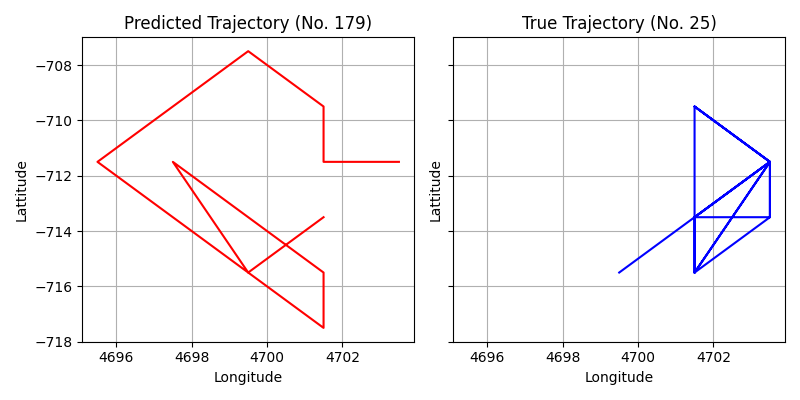 Predicted Trajectory (No. 179)
Lattitude
−708
−710
−712
−714
−716
−718
4696
4698
4700
4702
Longitude
True Trajectory (No. 25)
Lattitude
4696
4698
4700
4702
Longitude